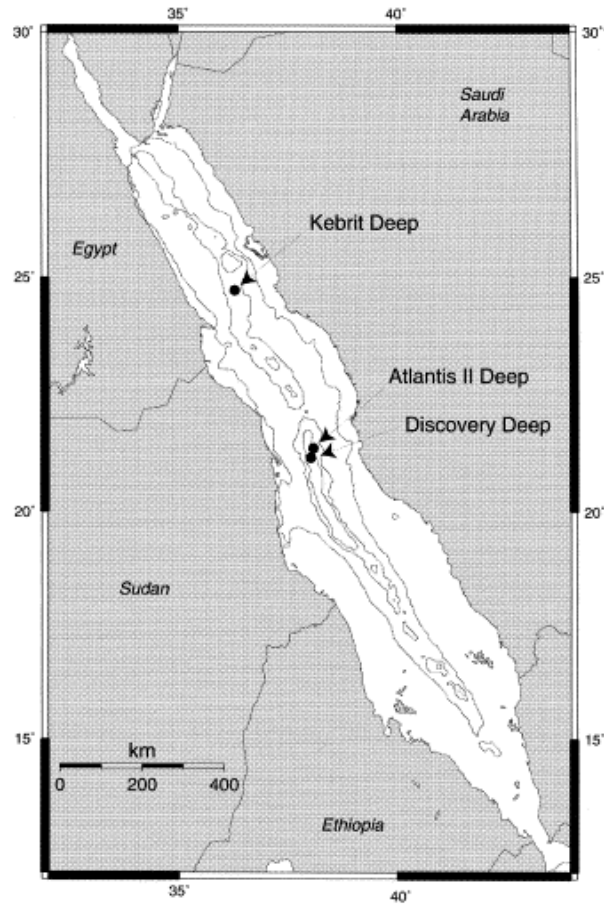 35° 40°
30° 30°
Saudi
Arabia
Kebrit Deep
Egypt
25° 25°
Atlantis II Deep
Discovery Deep
20° 20°
Sudan
15° 15°
km
0 200 400
Ethiopia
35° 40°